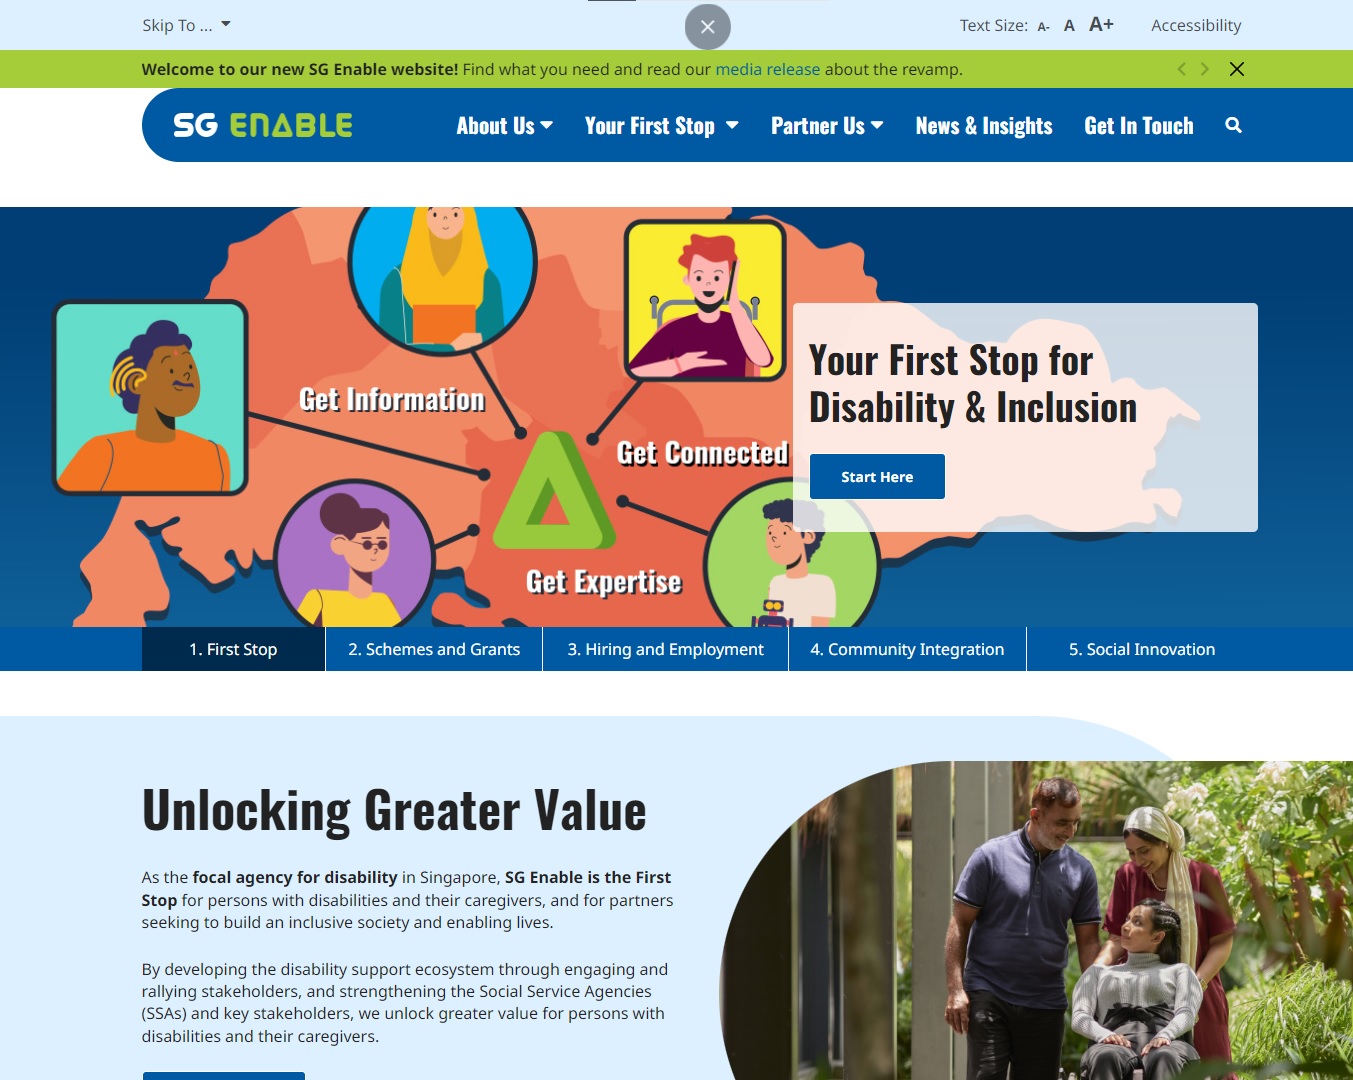 Skip To ...
Text Size: A- A A+ Accessibility
Welcome to our new SG Enable website! Find what you need and read our media release about the revamp.
SG ENABLE
About Us
Your First Stop
Partner Us
News & Insights
Get In Touch
Get Information
Get Connected
Get Expertise
Your First Stop for
Disability & Inclusion
Start Here
1. First Stop
2. Schemes and Grants
3. Hiring and Employment
4. Community Integration
5. Social Innovation
Unlocking Greater Value
As the focal agency for disability in Singapore, SG Enable is the First
Stop for persons with disabilities and their caregivers, and for partners
seeking to build an inclusive society and enabling lives.
By developing the disability support ecosystem through engaging and
rallying stakeholders, and strengthening the Social Service Agencies
(SSAs) and key stakeholders, we unlock greater value for persons with
disabilities and their caregivers.